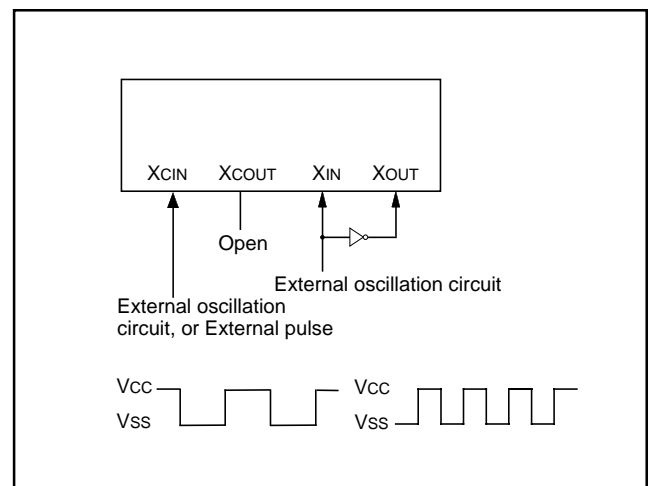 XCIN XCOUT XIN XOUT
Open
External oscillation circuit
External oscillation
circuit, or External pulse
VCC VCC
VSS VSS